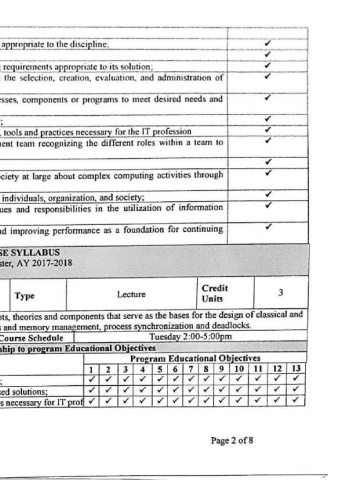 appropriate to the discipline; ✓
✓
requirements appropriate to its solution; ✓
the selection, creation, evaluation, and administration of ✓
esses, components or programs to meet desired needs and ✓
; ✓
, tools and practices necessary for the IT profession ✓
ent team recognizing the different roles within a team to ✓
✓
ciety at large about complex computing activities through ✓
individuals, organization, and society; ✓
ues and responsibilities in the utilization of information ✓
nd improving performance as a foundation for continuing ✓
SE SYLLABUS
ster, AY 2017-2018
Type Lecture Credit Units 3
pts, theories and components that serve as the bases for the design of classical and
s and memory management, process synchronization and deadlocks.
Course Schedule Tuesday 2:00-5:00pm
ship to program Educational Objectives
Program Educational Objectives
1 2 3 4 5 6 7 8 9 10 11 12 13
; ✓ ✓ ✓ ✓ ✓ ✓ ✓ ✓ ✓ ✓ ✓ ✓ ✓
sed solutions; ✓ ✓ ✓ ✓ ✓ ✓ ✓ ✓ ✓ ✓ ✓ ✓ ✓
s necessary for IT prof ✓ ✓ ✓ ✓ ✓ ✓ ✓ ✓ ✓ ✓ ✓ ✓ ✓
Page 2 of 8